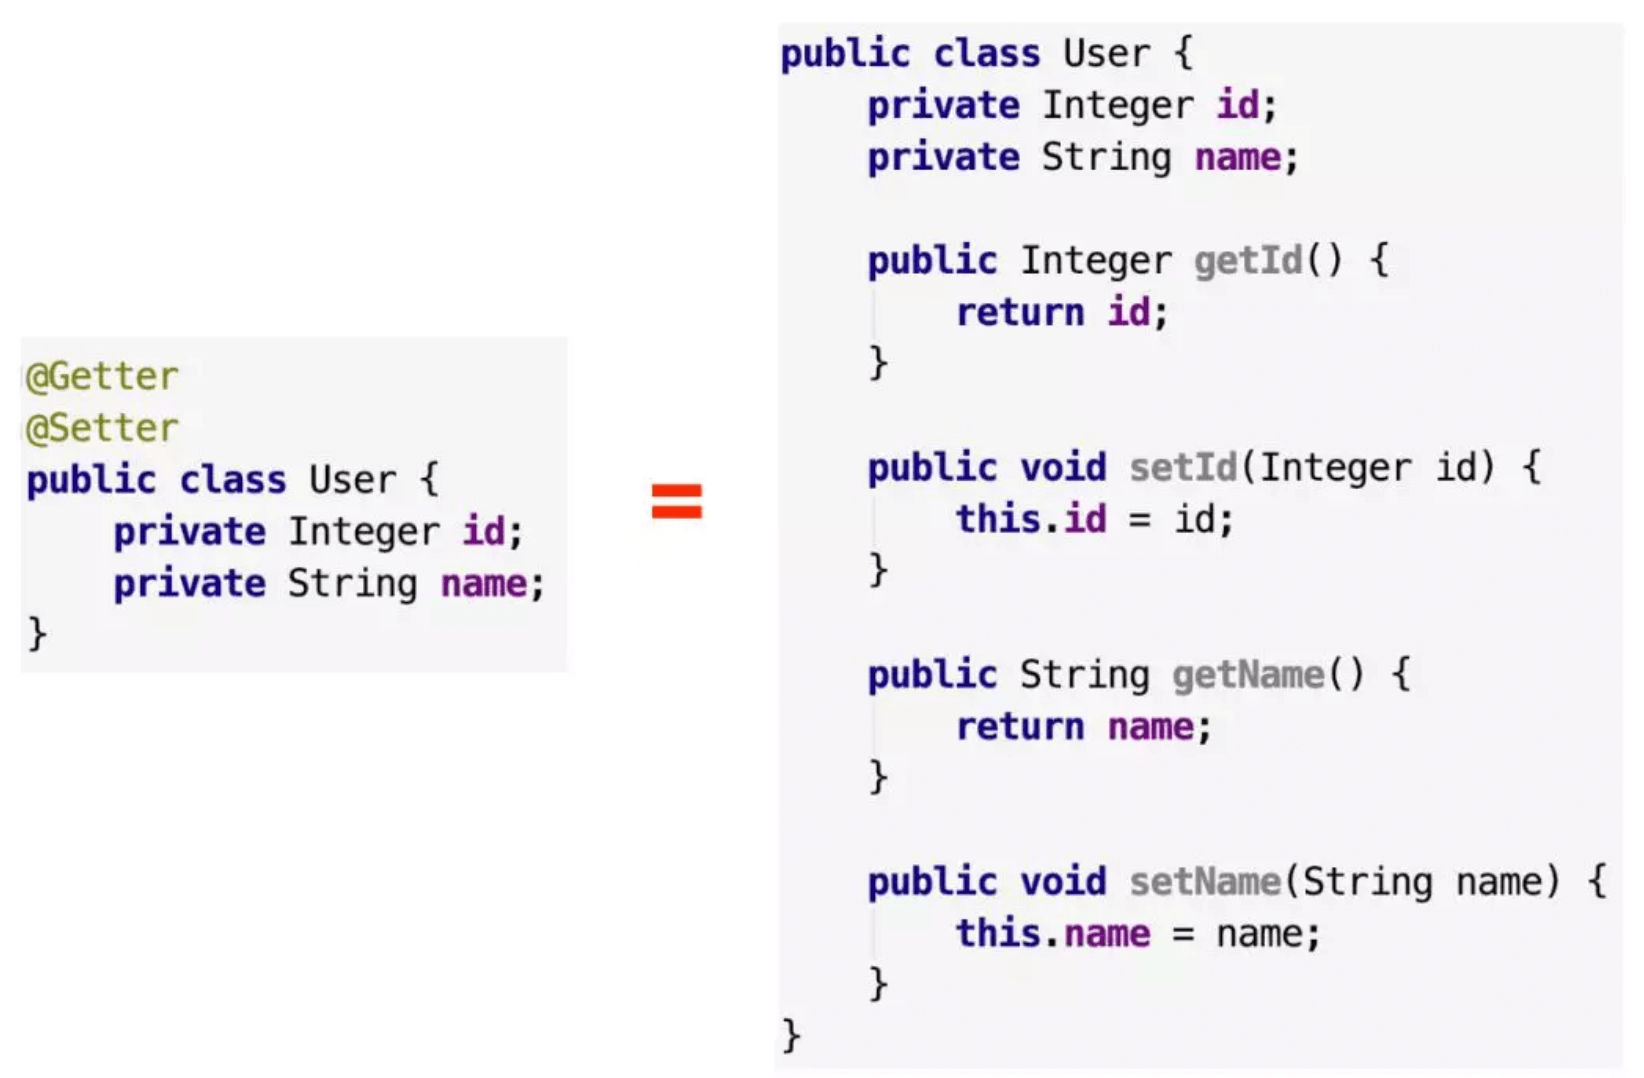 @Getter
@Setter
public class User {
    private Integer id;
    private String name;
}
=
public class User {
    private Integer id;
    private String name;

    public Integer getId() {
        return id;
    }

    public void setId(Integer id) {
        this.id = id;
    }

    public String getName() {
        return name;
    }

    public void setName(String name) {
        this.name = name;
    }
}